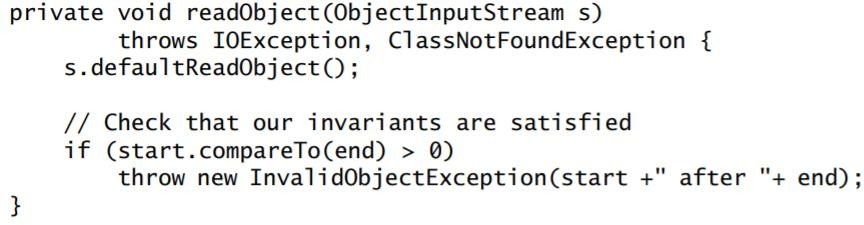 private void readObject(ObjectInputStream s)
        throws IOException, ClassNotFoundException {
    s.defaultReadObject();

    // Check that our invariants are satisfied
    if (start.compareTo(end) > 0)
        throw new InvalidObjectException(start +" after "+ end);
}